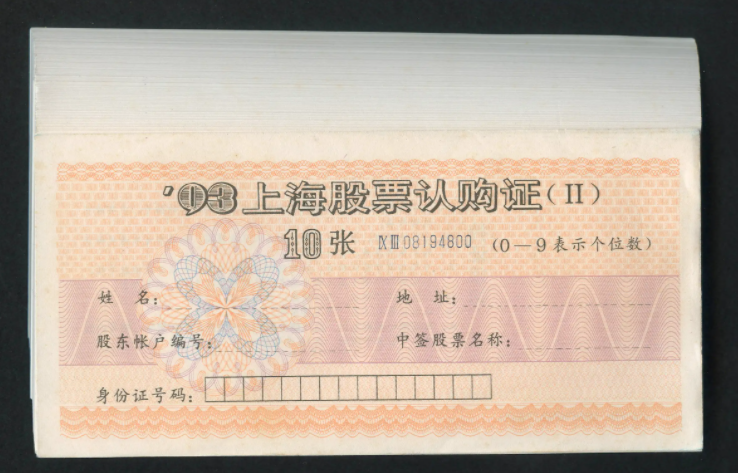 '93上海股票认购证(II)
10张 ⅨⅢ08194800 (0—9表示个位数)
姓 名: 地 址:
股东帐户编号: 中签股票名称:
身份证号码: